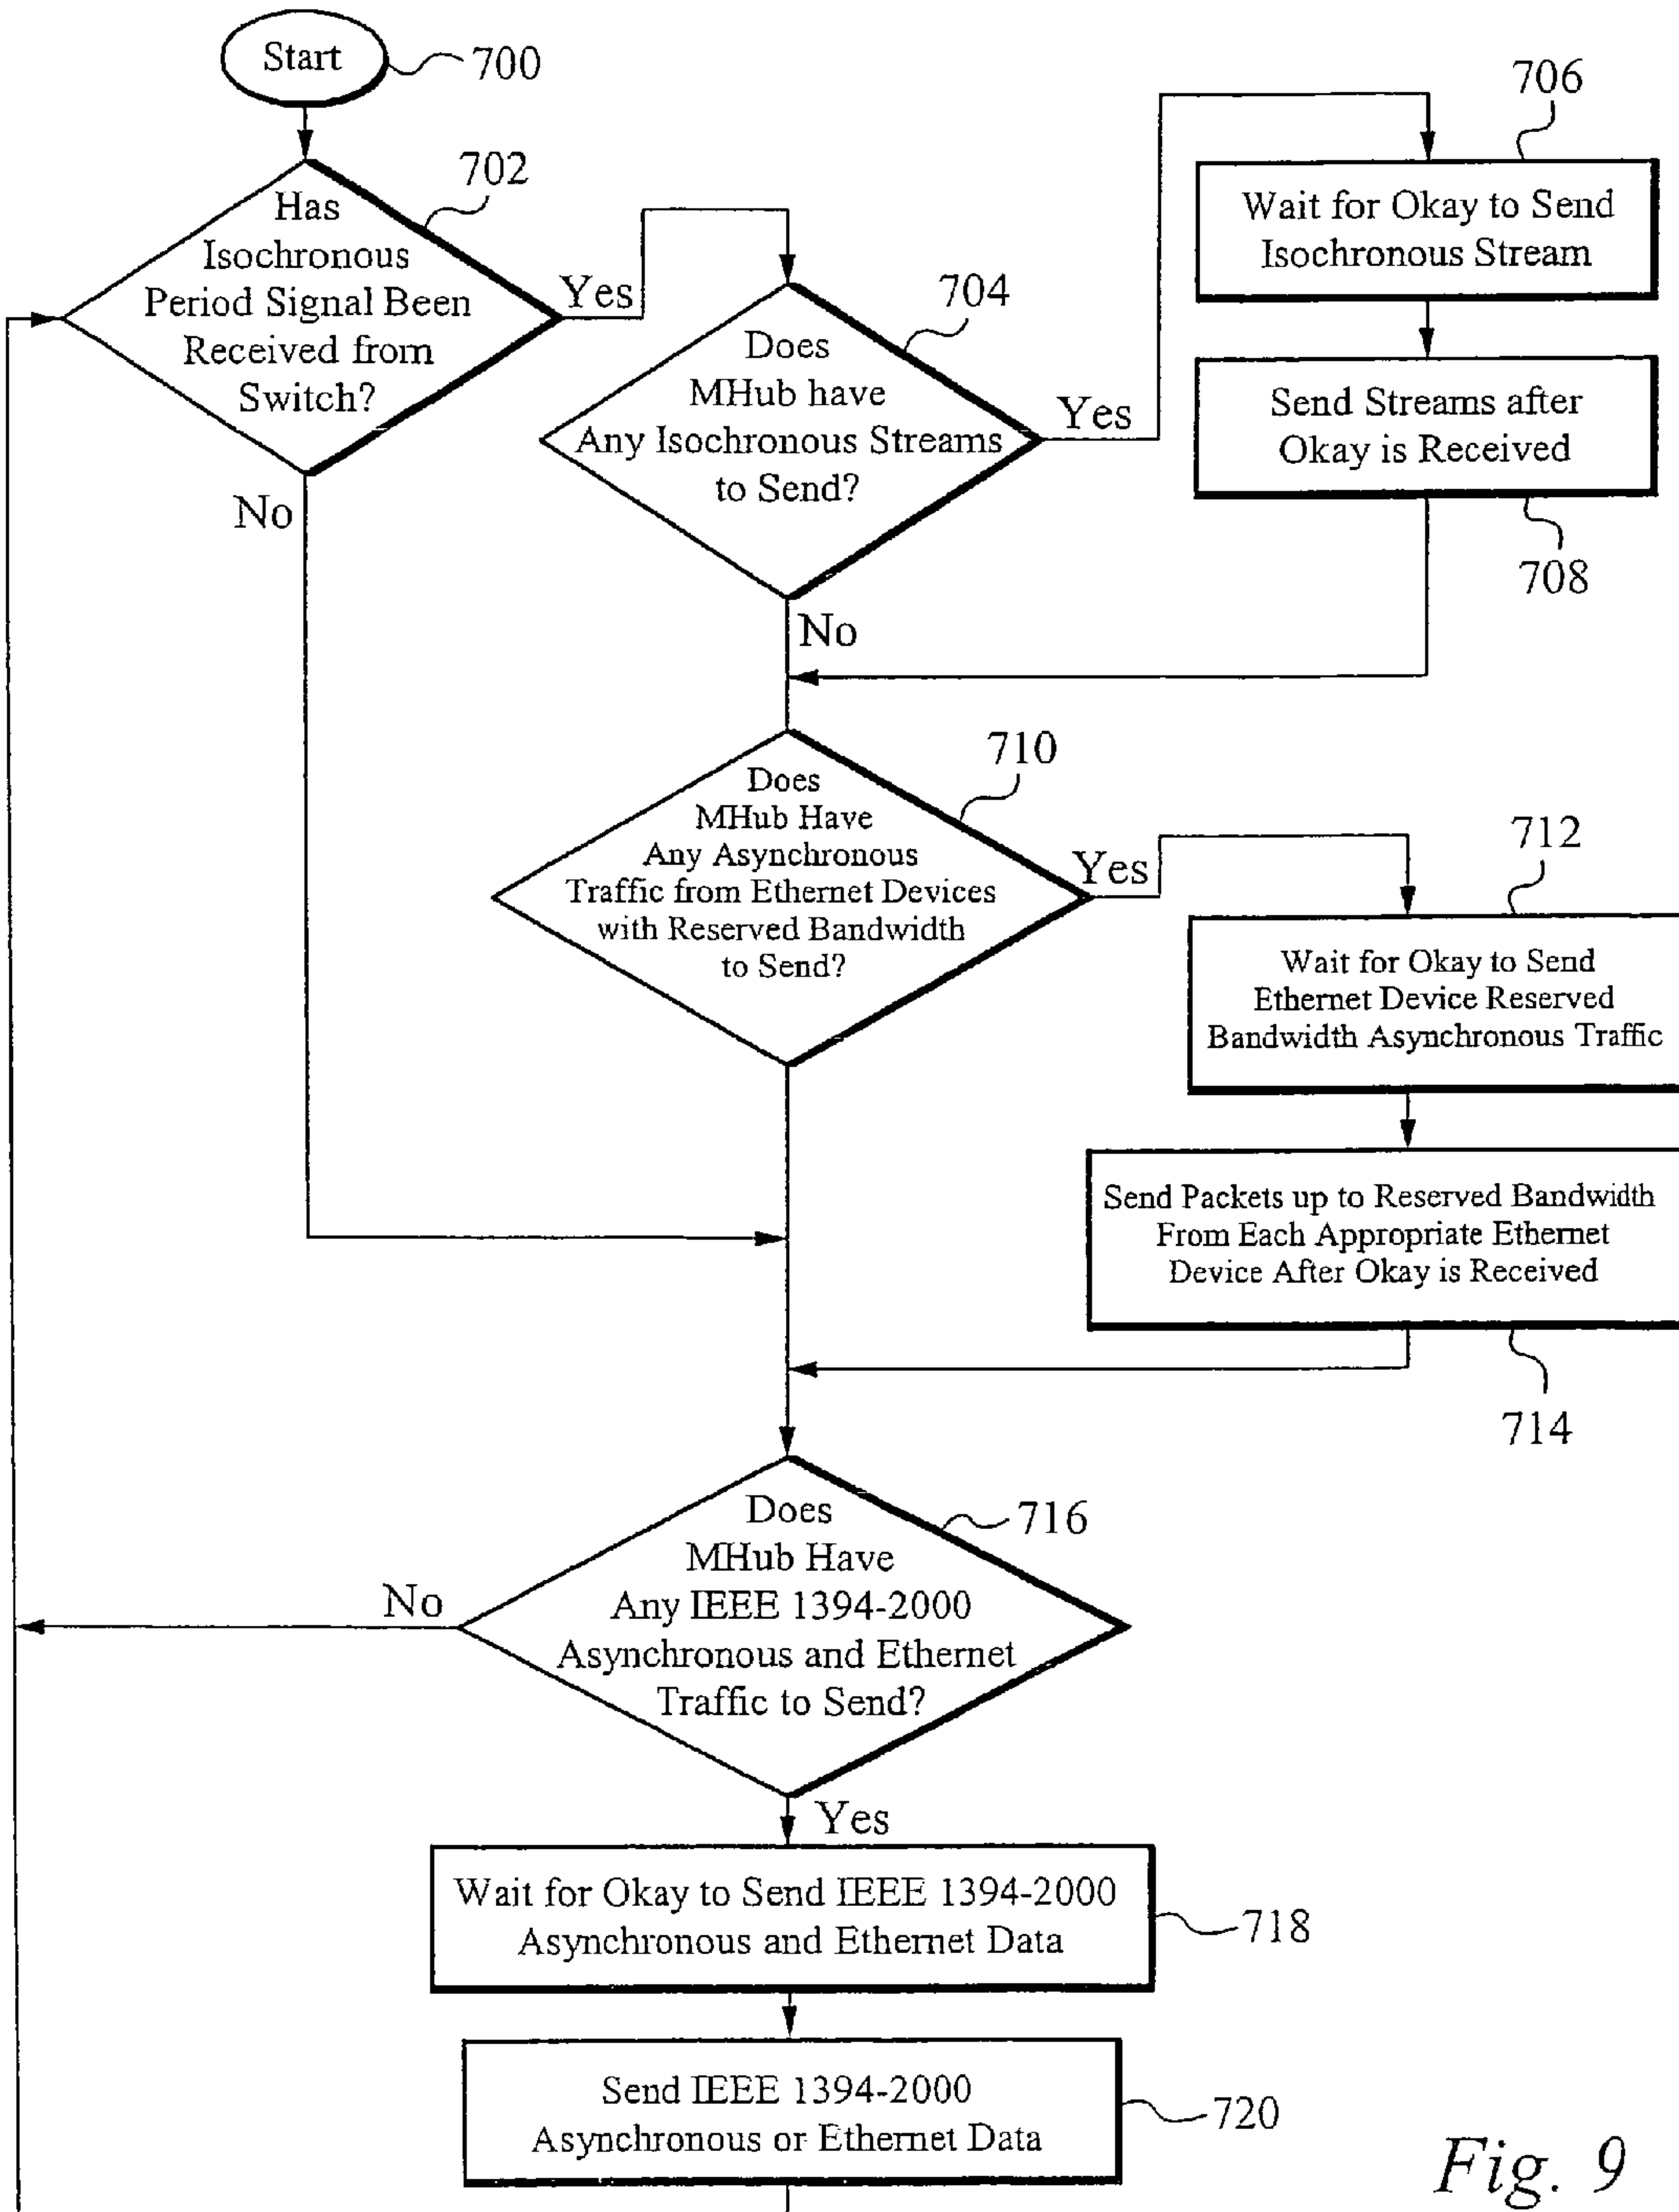 Start
700
702
Has
Isochronous
Period Signal Been
Received from
Switch?
Yes
No
704
Does
MHub have
Any Isochronous Streams
to Send?
Yes
No
706
Wait for Okay to Send
Isochronous Stream
Send Streams after
Okay is Received
708
710
Does
MHub Have
Any Asynchronous
Traffic from Ethernet Devices
with Reserved Bandwidth
to Send?
Yes
712
Wait for Okay to Send
Ethernet Device Reserved
Bandwidth Asynchronous Traffic
Send Packets up to Reserved Bandwidth
From Each Appropriate Ethernet
Device After Okay is Received
714
716
Does
MHub Have
Any IEEE 1394-2000
Asynchronous and Ethernet
Traffic to Send?
No
Yes
Wait for Okay to Send IEEE 1394-2000
Asynchronous and Ethernet Data
718
Send IEEE 1394-2000
Asynchronous or Ethernet Data
720
Fig. 9